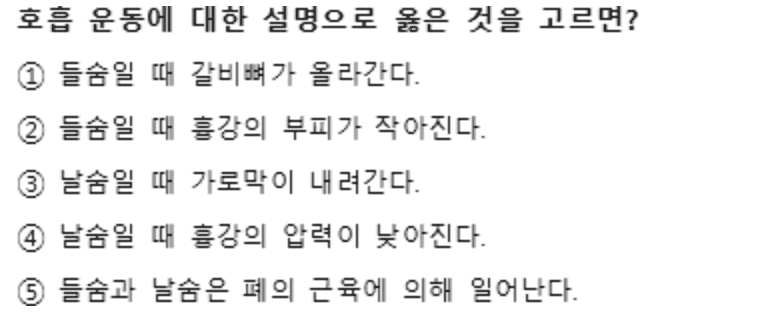 호흡 운동에 대한 설명으로 옳은 것을 고르면?
① 들숨일 때 갈비뼈가 올라간다.
② 들숨일 때 흉강의 부피가 작아진다.
③ 날숨일 때 가로막이 내려간다.
④ 날숨일 때 흉강의 압력이 낮아진다.
⑤ 들숨과 날숨은 폐의 근육에 의해 일어난다.